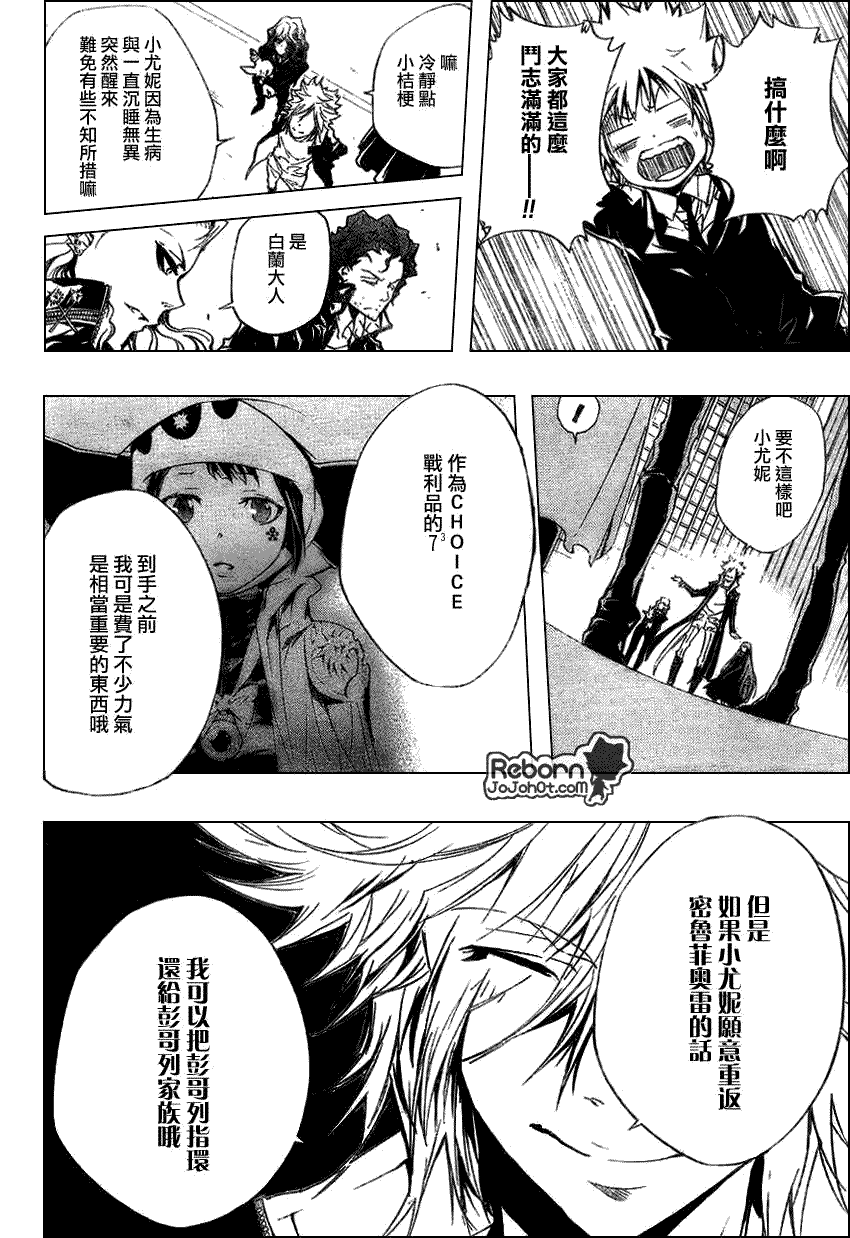 搞什麼啊
大家都這麼
鬥志滿滿的
——!!
嘛
冷靜點
小桔梗
小尤妮因為生病
與一直沉睡無異
突然醒來
難免有些不知所措嘛
是
白蘭大人
要不這樣吧
小尤妮
！
作為CHOICE
戰利品的7³
到手之前
我可是費了不少力氣
是相當重要的東西哦
Reborn
JoJoHOt.com
但是
如果小尤妮願意重返
密魯菲奧雷的話
我可以把彭哥列指環
還給彭哥列家族哦